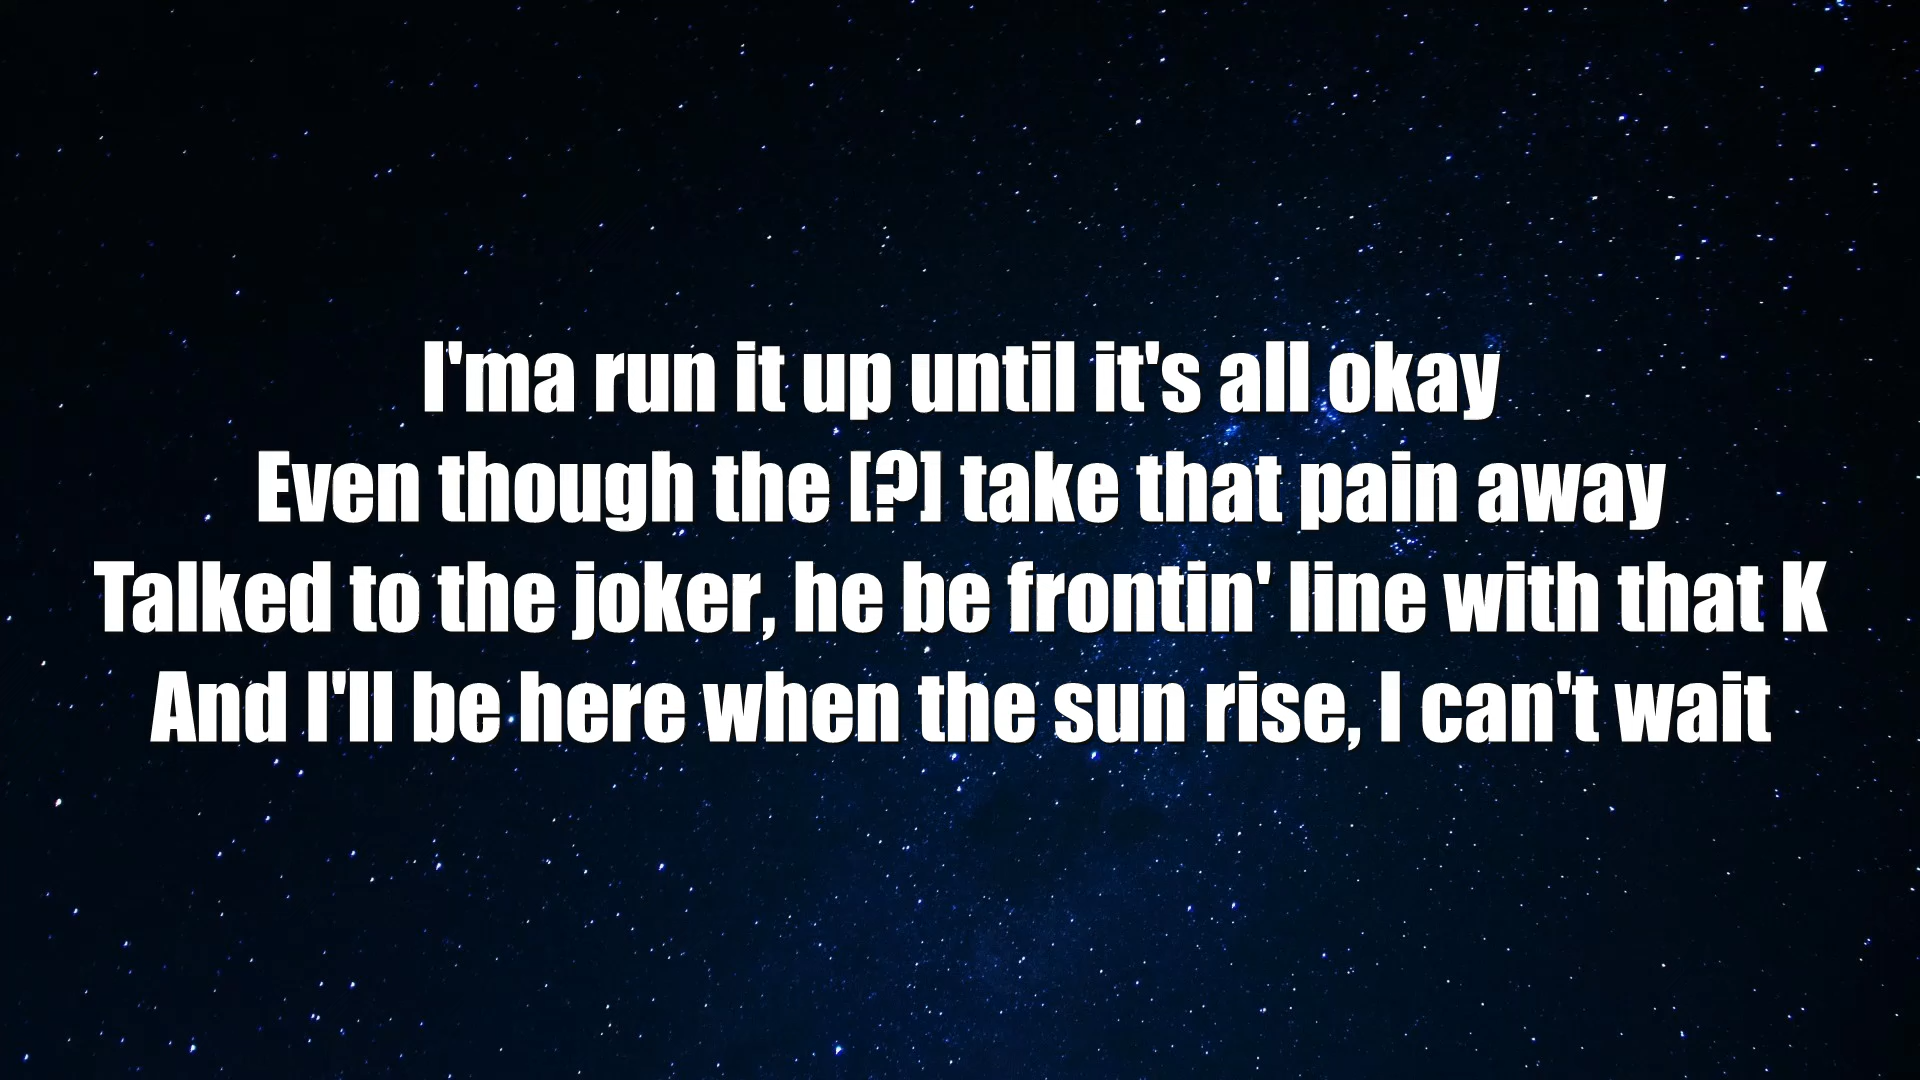 I'ma run it up until it's all okay
Even though the [?] take that pain away
Talked to the joker, he be frontin' line with that K
And I'll be here when the sun rise, I can't wait